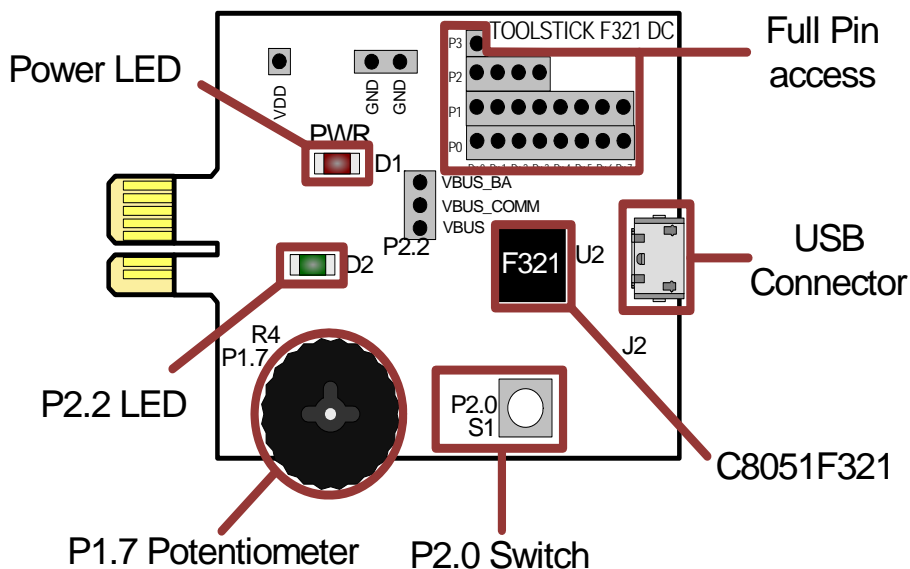 TOOLSTICK F321 DC
Full Pin
access
Power LED
P3
P2
P1
P0
VDD
GND
GND
PWR
D1
VBUS_BA
VBUS_COMM
VBUS
P2.2
D2
F321
U2
USB
Connector
R4
P1.7
J2
P2.2 LED
P2.0
S1
C8051F321
P1.7 Potentiometer
P2.0 Switch